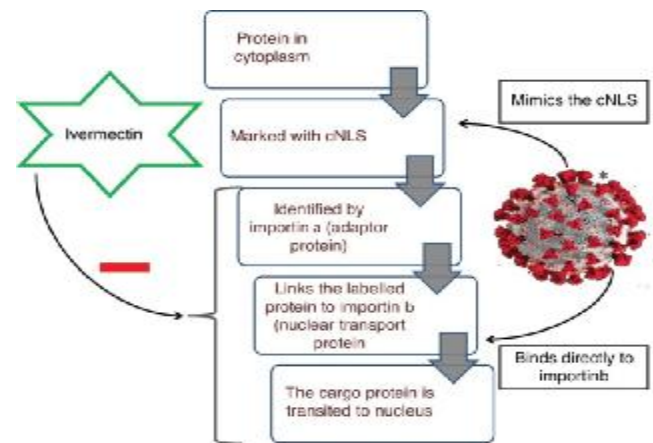 Protein in
cytoplasm
Mimics the cNLS
Ivermectin
Marked with cNLS
*
Identified by
importin a (adaptor
protein)
Links the labelled
protein to importin b
(nuclear transport
protein
Binds directly to
importinb
The cargo protein is
transited to nucleus